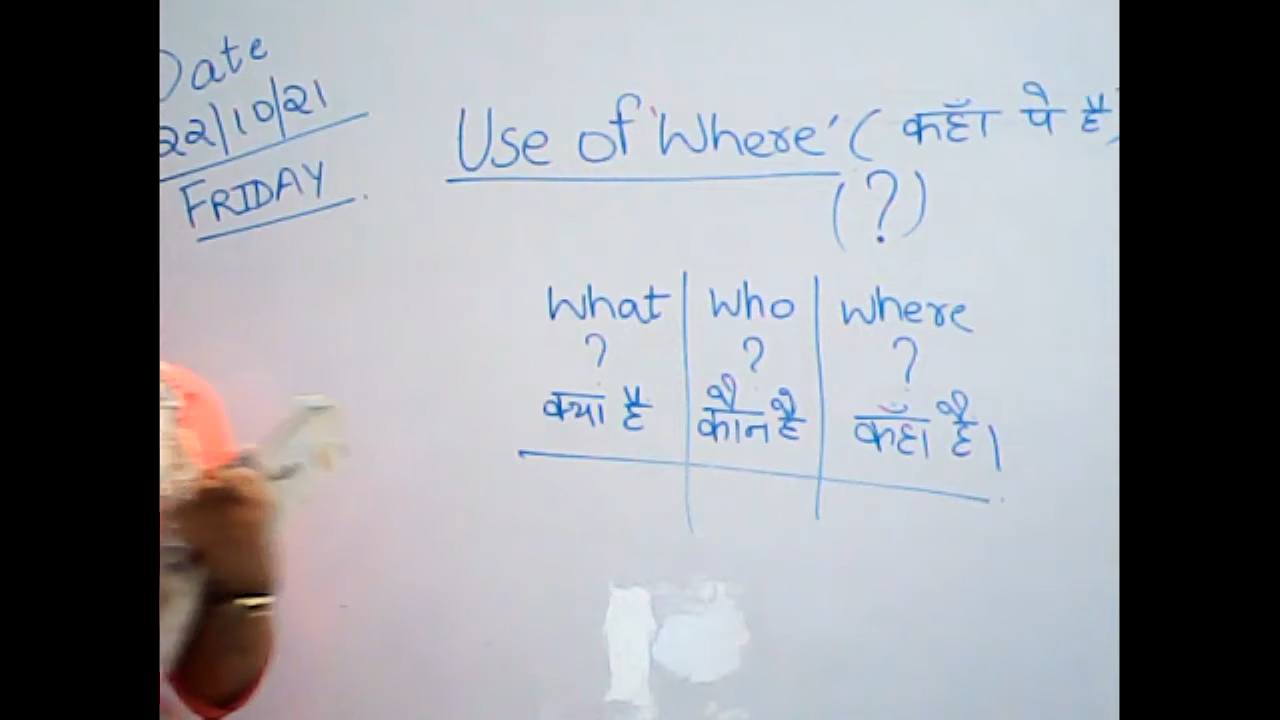 Date
22/10/21
FRIDAY.
Use of 'Where' ( कहाँ पे है)
(?)
What | Who | Where
? | ? | ?
क्या है | कौन है | कहाँ है।